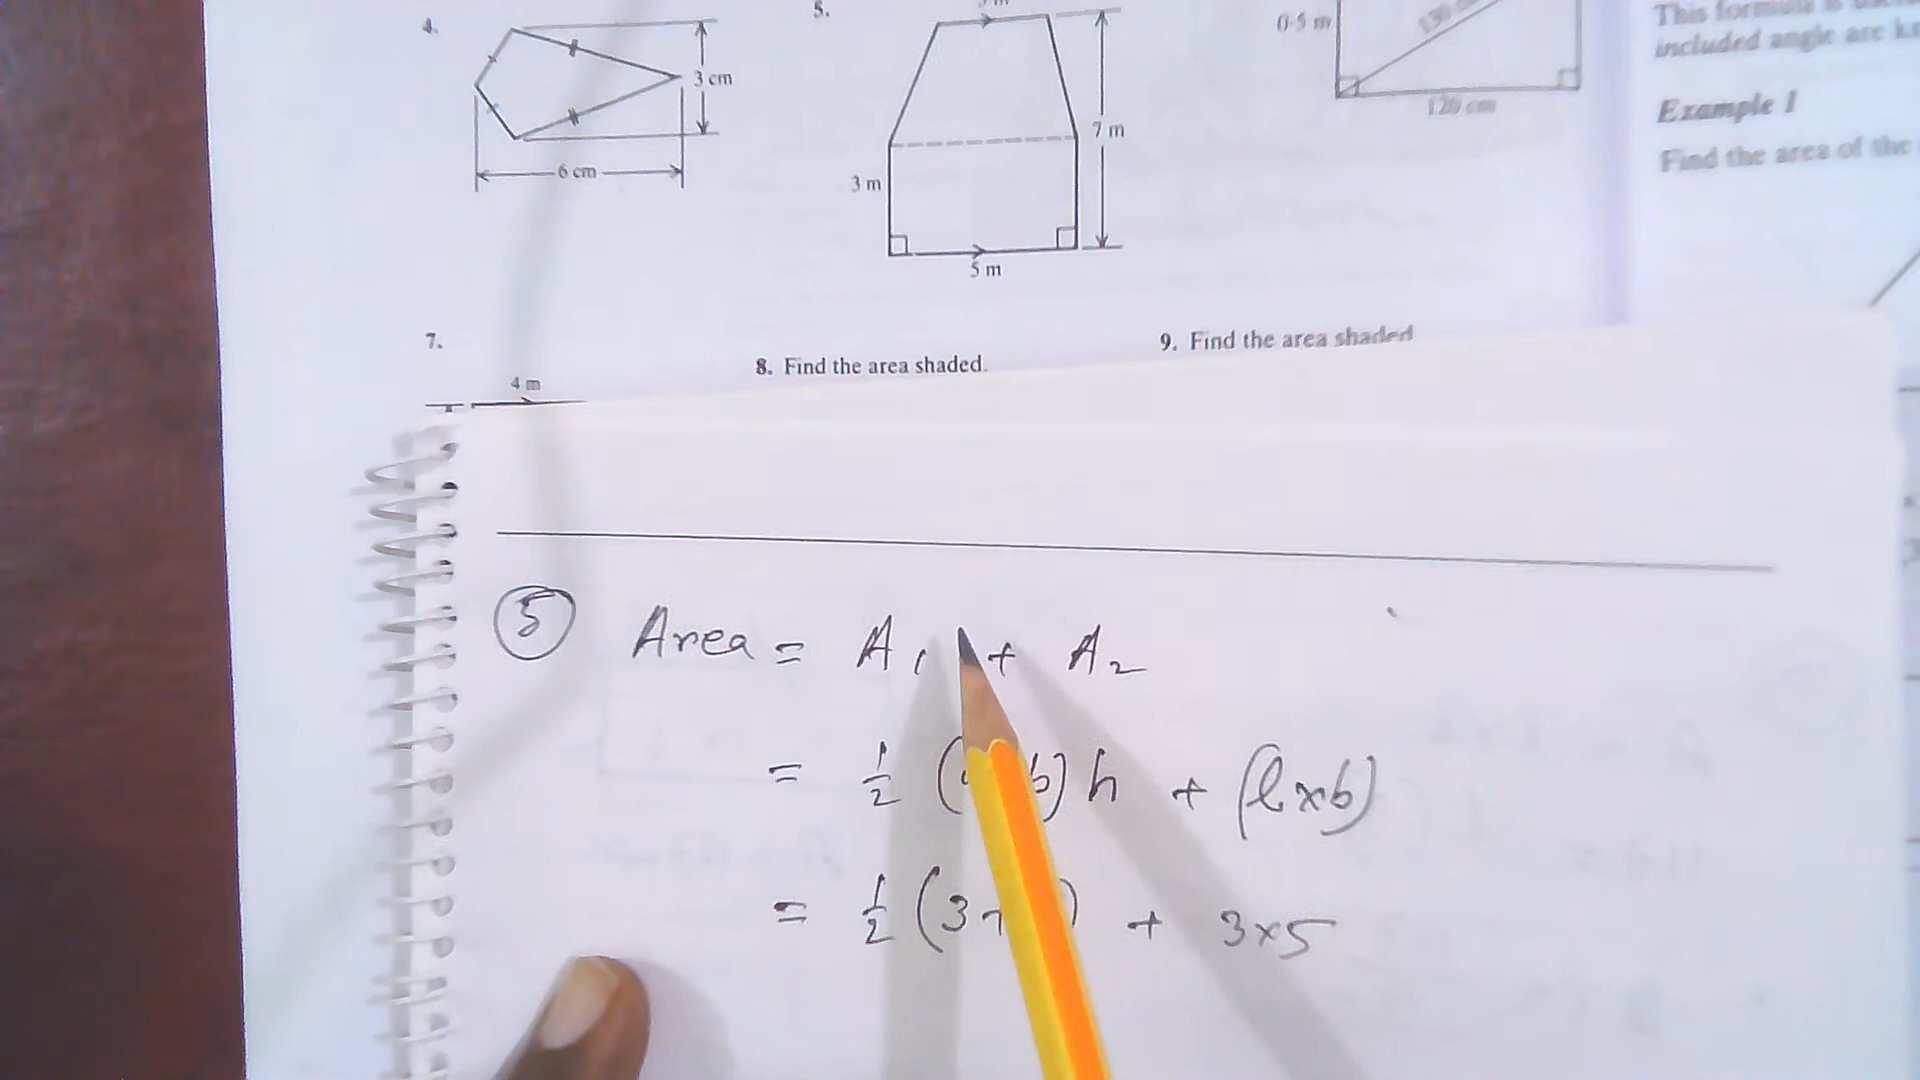 4.
3 cm
6 cm
5.
3 m
7 m
5 m
0·5 m
120 cm
This formula is
included angle are
Example 1
Find the area of the
7.
4 m
8. Find the area shaded.
9. Find the area shaded
5 Area = A₁ + A₂
= 1/2 ( b) h + (l×b)
= 1/2 (3+ ) + 3×5